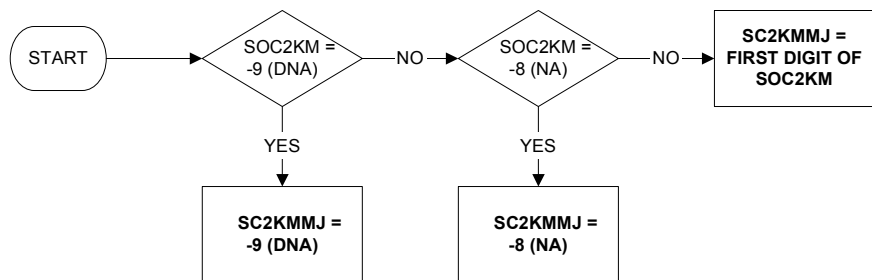 START
SOC2KM =
-9 (DNA)
NO
SOC2KM =
-8 (NA)
NO
SC2KMMJ =
FIRST DIGIT OF
SOC2KM
YES
YES
SC2KMMJ =
-9 (DNA)
SC2KMMJ =
-8 (NA)